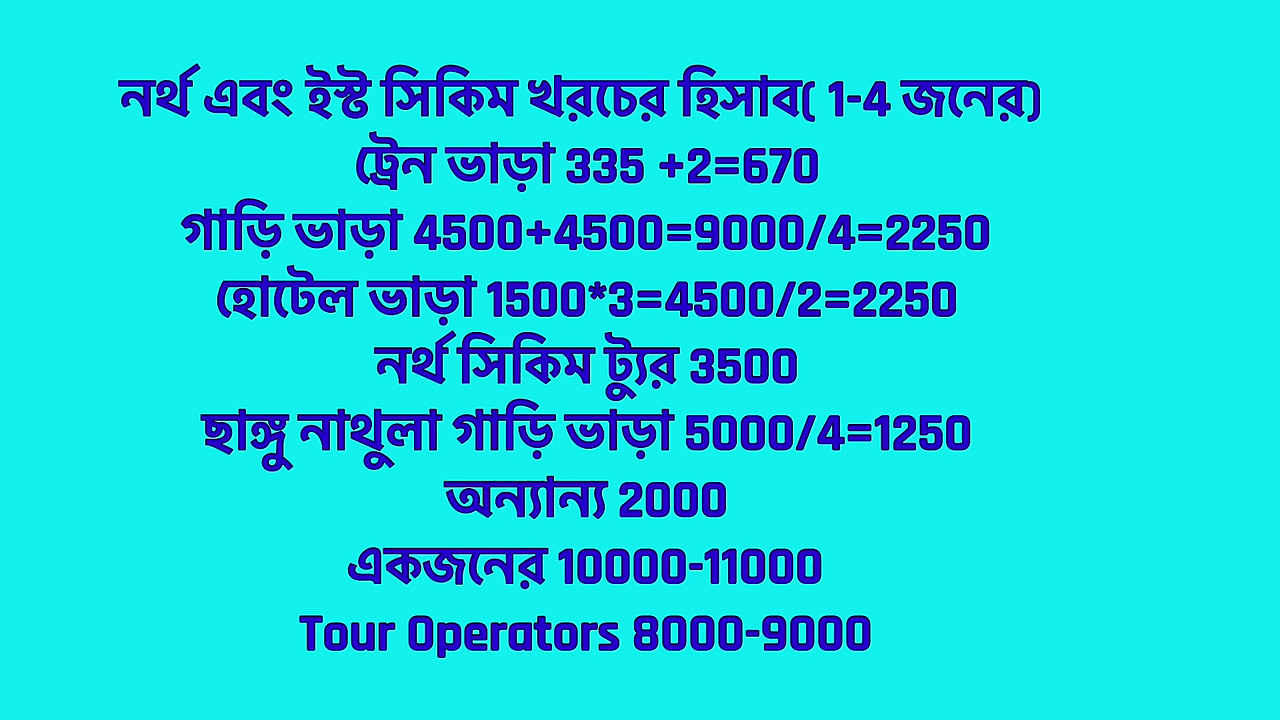 নর্থ এবং ইস্ট সিকিম খরচের হিসাব( 1-4 জনের)
ট্রেন ভাড়া 335 +2=670
গাড়ি ভাড়া 4500+4500=9000/4=2250
হোটেল ভাড়া 1500*3=4500/2=2250
নর্থ সিকিম ট্যুর 3500
ছাঙ্গু নাথুলা গাড়ি ভাড়া 5000/4=1250
অন্যান্য 2000
একজনের 10000-11000
Tour Operators 8000-9000